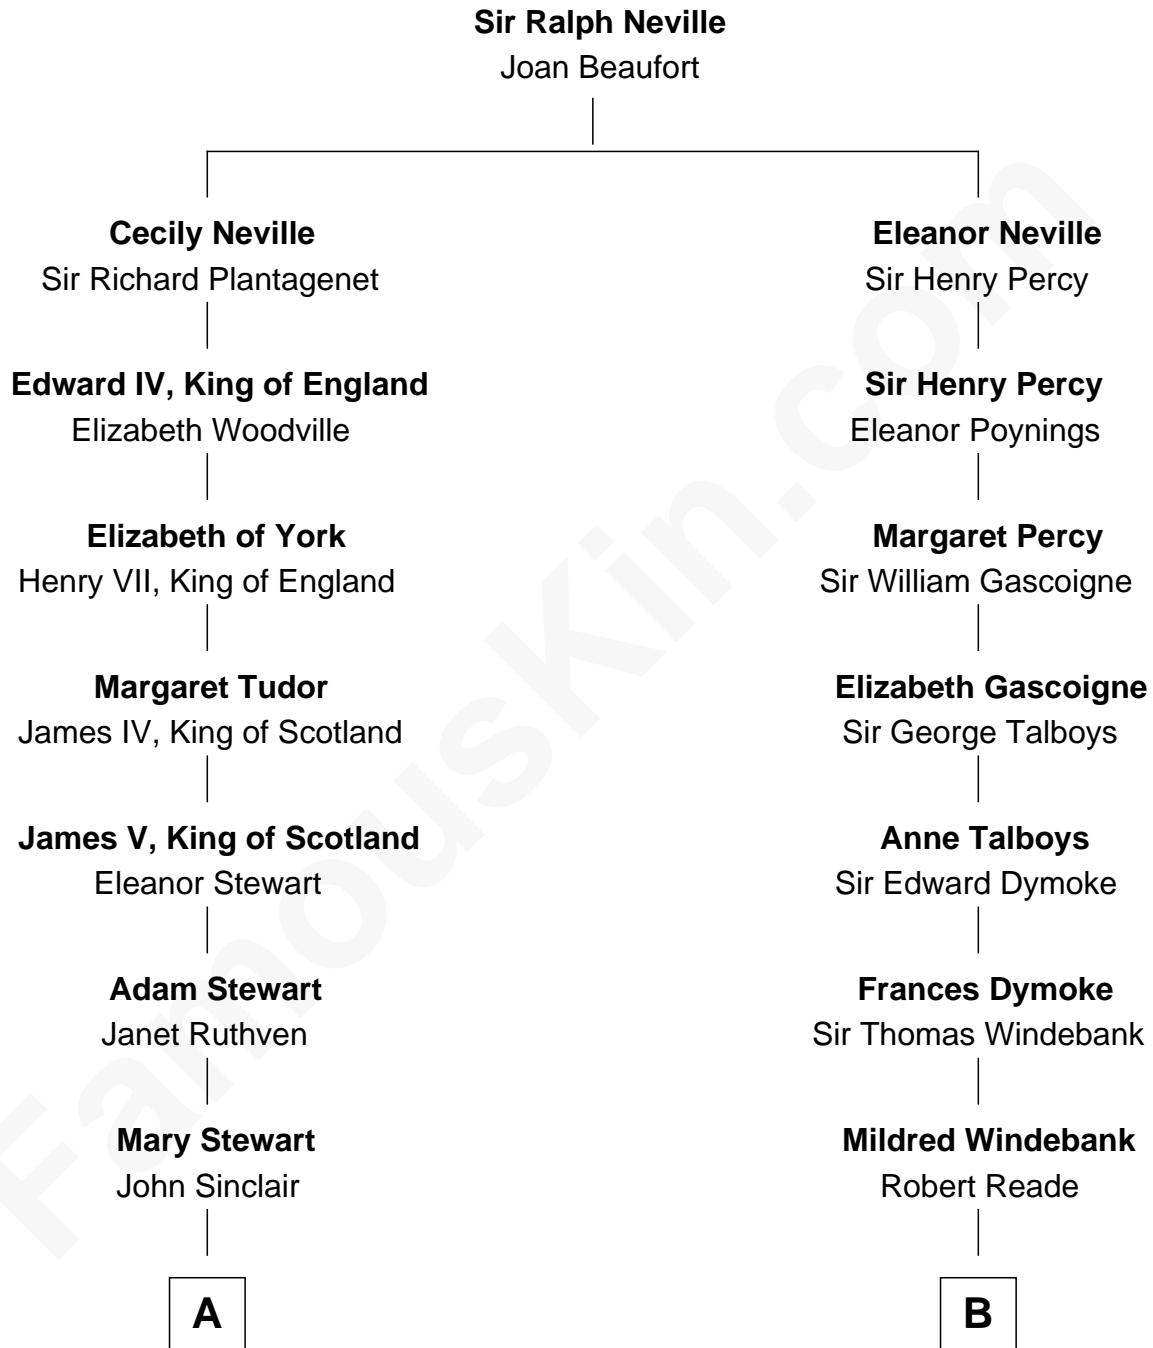 Sir Ralph Neville
Joan Beaufort
Cecily Neville
Sir Richard Plantagenet
Eleanor Neville
Sir Henry Percy
Edward IV, King of England
Elizabeth Woodville
Sir Henry Percy
Eleanor Poynings
Elizabeth of York
Henry VII, King of England
Margaret Percy
Sir William Gascoigne
Margaret Tudor
James IV, King of Scotland
Elizabeth Gascoigne
Sir George Talboys
James V, King of Scotland
Eleanor Stewart
Anne Talboys
Sir Edward Dymoke
Adam Stewart
Janet Ruthven
Frances Dymoke
Sir Thomas Windebank
Mary Stewart
John Sinclair
Mildred Windebank
Robert Reade
A
B
FamousKin.com